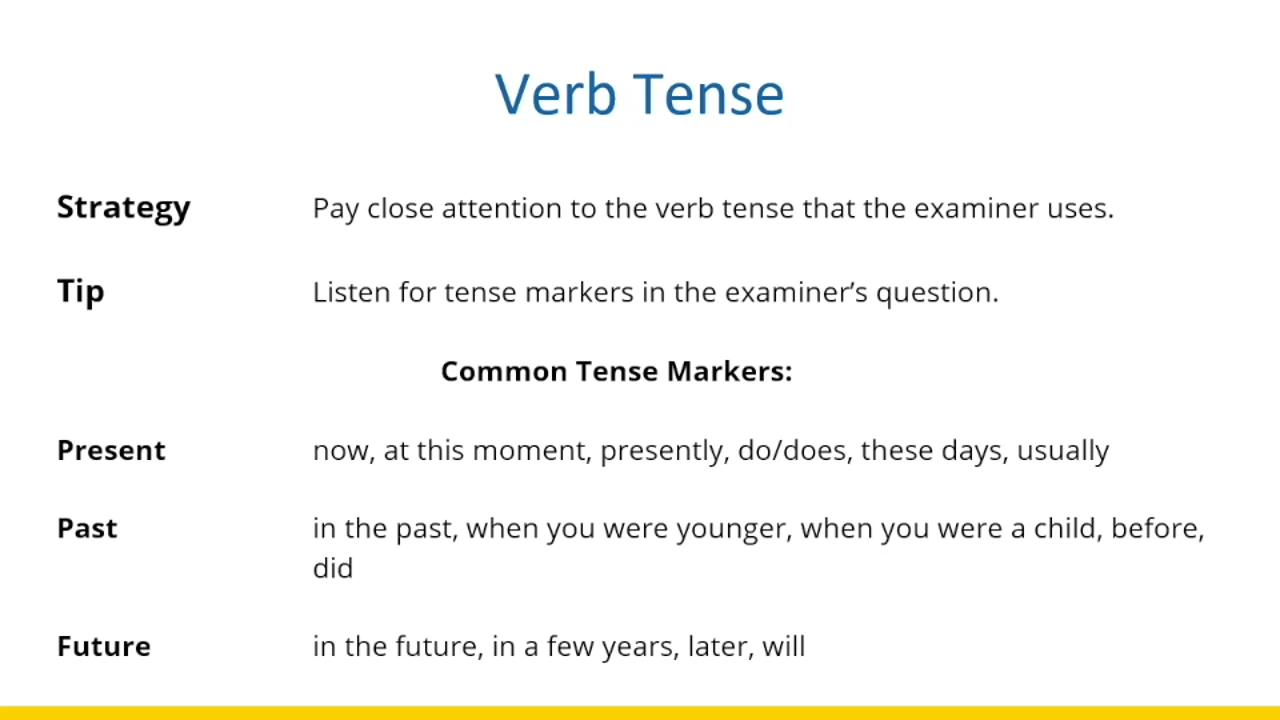 Verb Tense
Strategy Pay close attention to the verb tense that the examiner uses.
Tip Listen for tense markers in the examiner’s question.
Common Tense Markers:
Present now, at this moment, presently, do/does, these days, usually
Past in the past, when you were younger, when you were a child, before,
did
Future in the future, in a few years, later, will